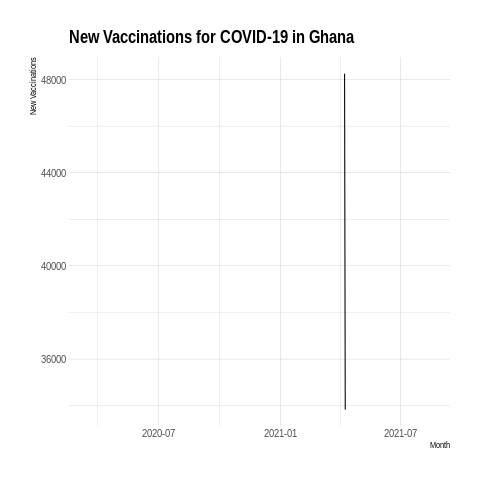 New Vaccinations for COVID-19 in Ghana
New Vaccinations
48000
44000
40000
36000
2020-07
2021-01
2021-07
Month